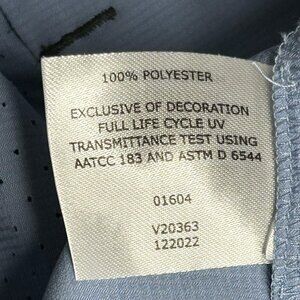 100% POLYESTER
EXCLUSIVE OF DECORATION
FULL LIFE CYCLE UV
TRANSMITTANCE TEST USING
AATCC 183 AND ASTM D 6544
01604
V20363
122022